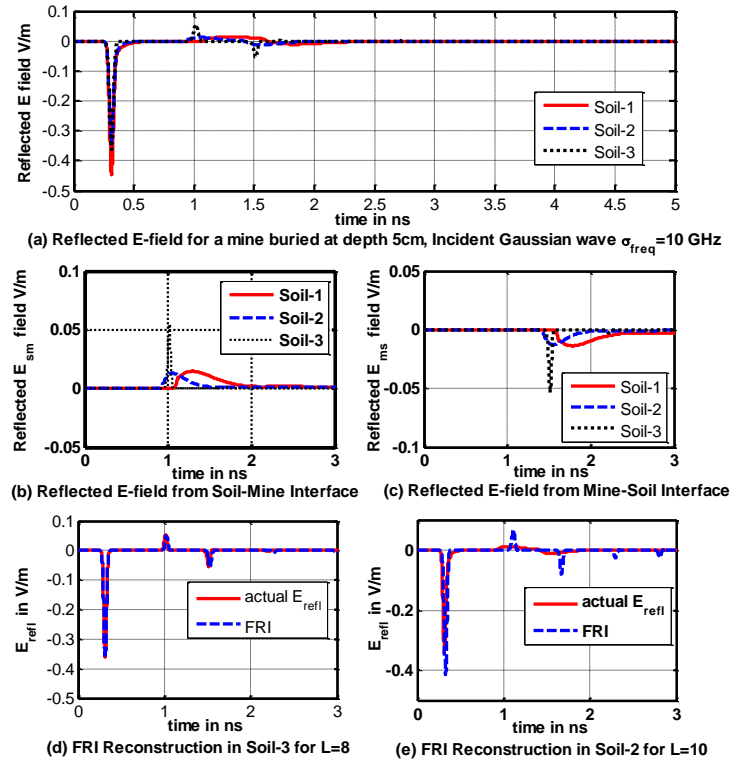 0.1
0
-0.1
-0.2
-0.3
-0.4
-0.5
Reflected E field V/m
Soil-1
Soil-2
Soil-3
0 0.5 1 1.5 2 2.5 3 3.5 4 4.5 5
time in ns
(a) Reflected E-field for a mine buried at depth 5cm, Incident Gaussian wave σfreq=10 GHz
0.1
0.05
0
-0.05
Reflected Esm field V/m
Soil-1
Soil-2
Soil-3
0 1 2 3
time in ns
(b) Reflected E-field from Soil-Mine Interface
0.05
0
-0.05
-0.1
Reflected Ems field V/m
Soil-1
Soil-2
Soil-3
0 1 2 3
time in ns
(c) Reflected E-field from Mine-Soil Interface
0.1
0
-0.1
-0.2
-0.3
-0.4
-0.5
Erefl in V/m
actual Erefl
FRI
0 1 2 3
time in ns
(d) FRI Reconstruction in Soil-3 for L=8
0.1
0
-0.2
-0.4
Erefl in V/m
actual Erefl
FRI
0 1 2 3
time in ns
(e) FRI Reconstruction in Soil-2 for L=10